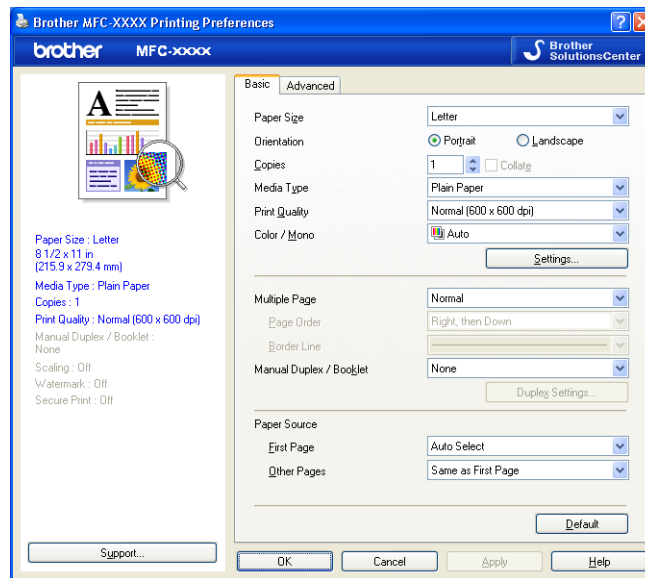 Brother MFC-XXXX Printing Preferences
brother MFC-xxxx
Brother
SolutionsCenter
A
Paper Size : Letter
8 1/2 x 11 in
(215.9 x 279.4 mm)
Media Type : Plain Paper
Copies : 1
Print Quality : Normal (600 x 600 dpi)
Manual Duplex / Booklet :
None
Scaling : Off
Watermark : Off
Secure Print : Off
Support...
Basic Advanced
Paper Size Letter
Orientation Portrait Landscape
Copies 1 Collate
Media Type Plain Paper
Print Quality Normal (600 x 600 dpi)
Color / Mono Auto
Settings...
Multiple Page Normal
Page Order Right, then Down
Border Line
Manual Duplex / Booklet None
Duplex Settings...
Paper Source
First Page Auto Select
Other Pages Same as First Page
Default
OK Cancel Apply Help